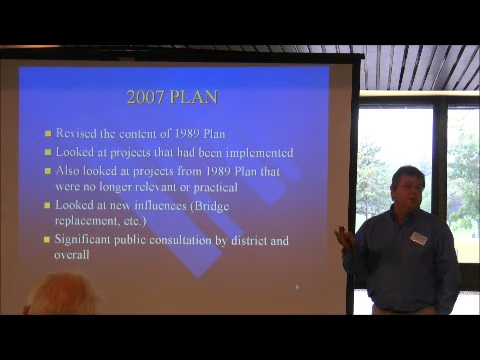 2007 PLAN
Revised the content of 1989 Plan
Looked at projects that had been implemented
Also looked at projects from 1989 Plan that
were no longer relevant or practical
Looked at new influences (Bridge
replacement, etc.)
Significant public consultation by district and
overall